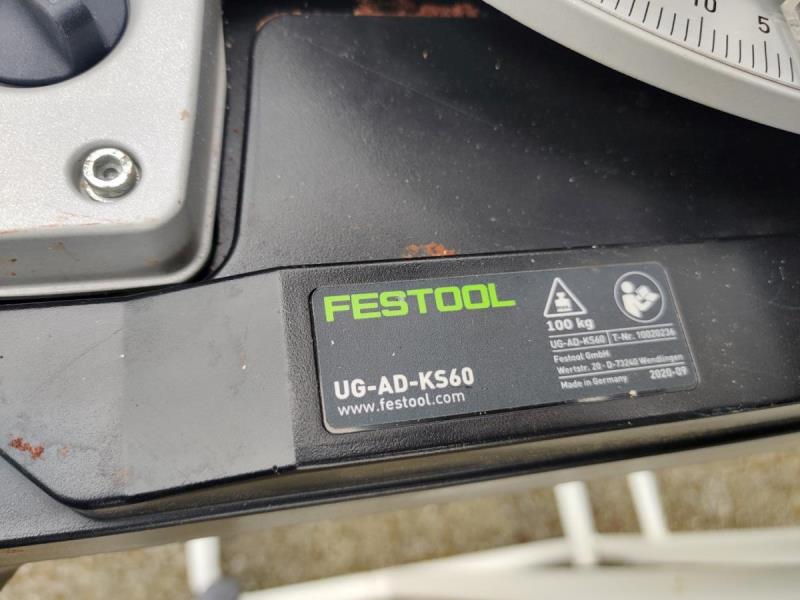 10 5
FESTOOL
100 kg
UG-AD-KS60 T-Nr. 10020236
Festool GmbH
Wertstr. 20 - D-73240 Wendlingen
Made in Germany 2020-09
UG-AD-KS60
www.festool.com